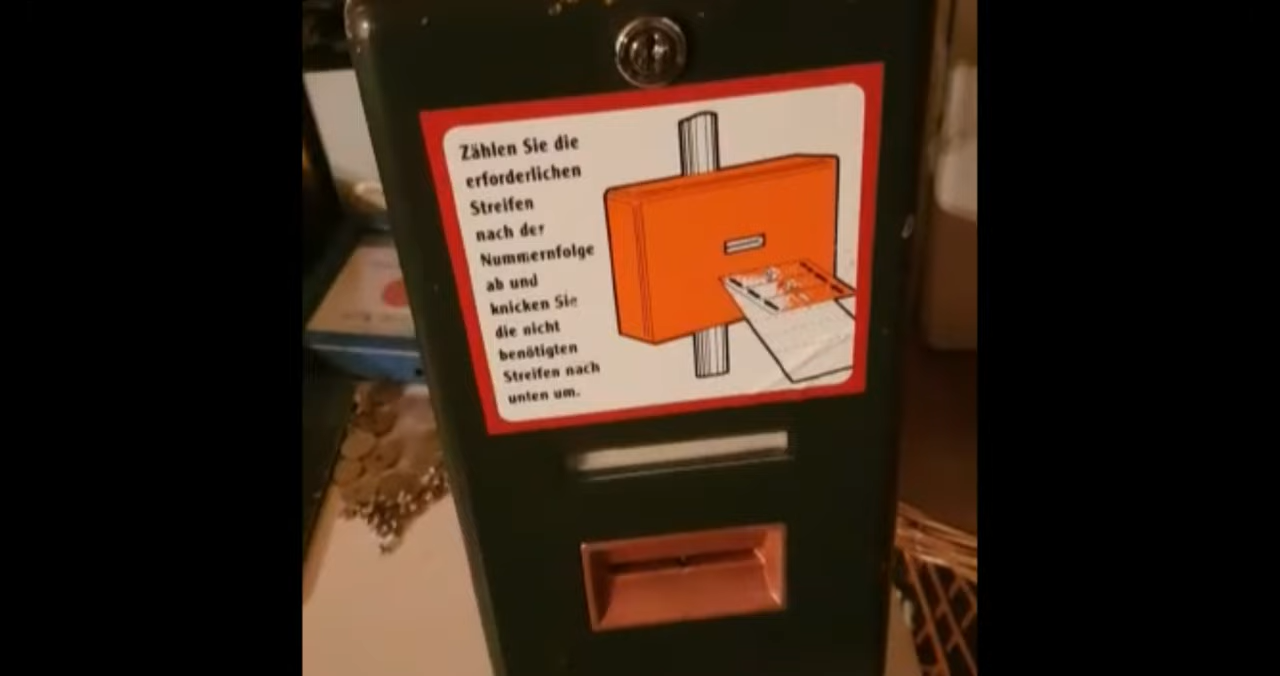 Zählen Sie die
erforderlichen
Streifen
nach der
Nummernfolge
ab und
knicken Sie
die nicht
benötigten
Streifen nach
unten um.